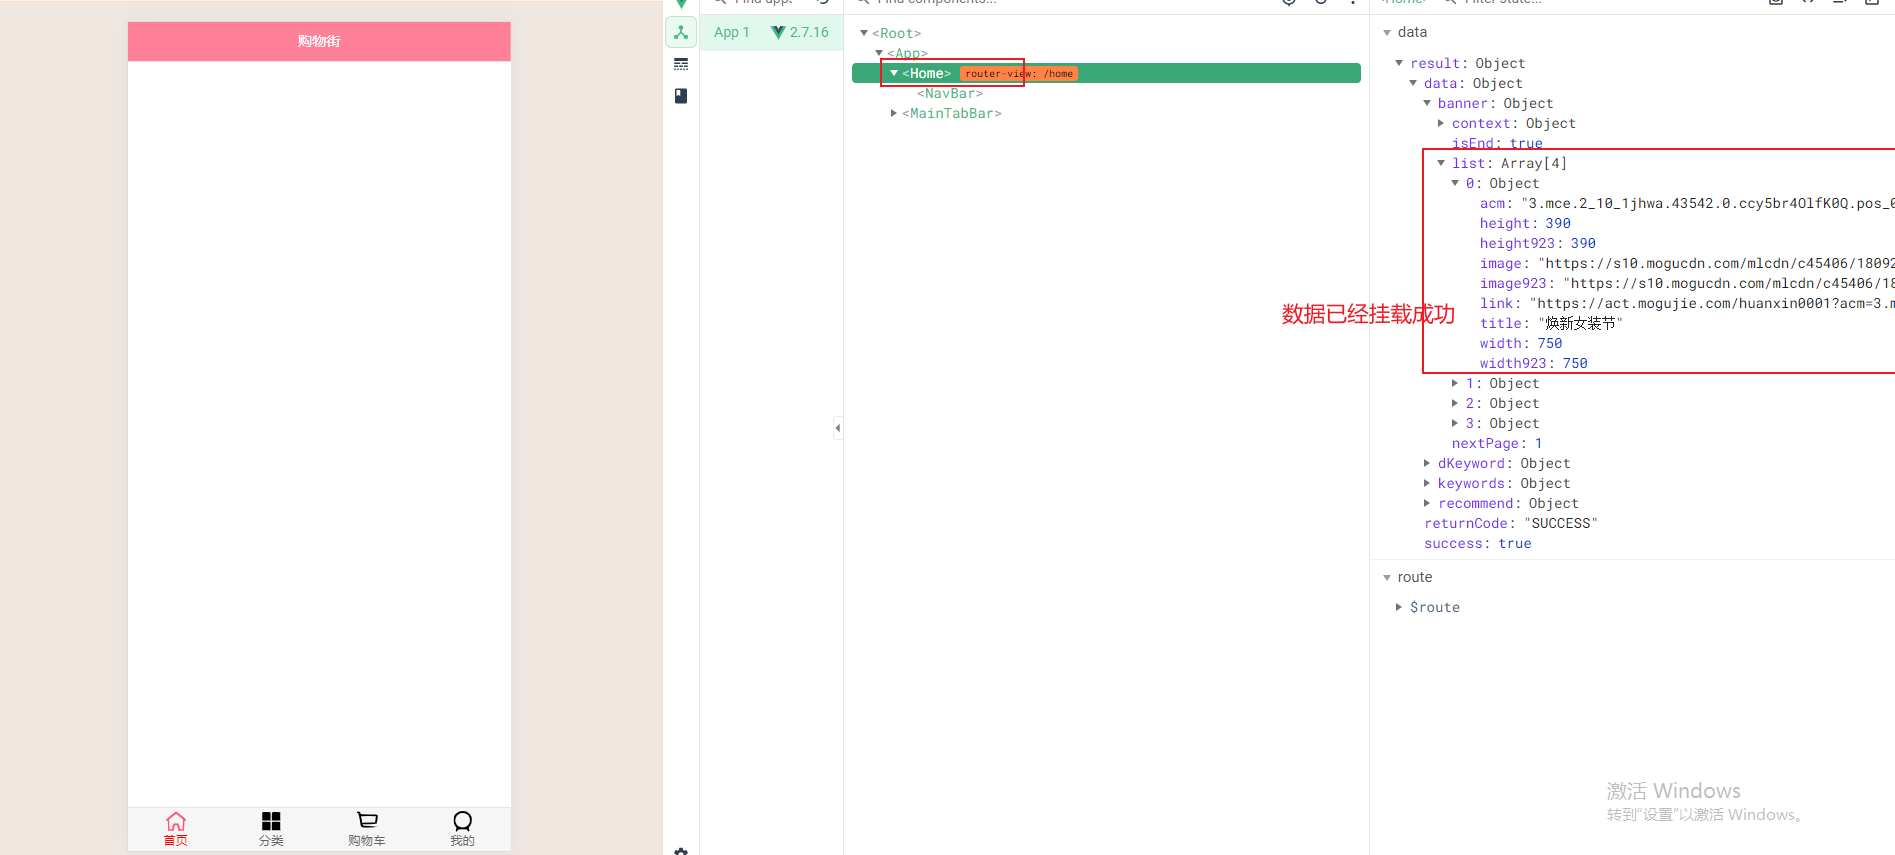 购物街
首页
分类
购物车
我的
App 1
2.7.16
Find components...
<Root>
<App>
<Home> router-view: /home
<NavBar>
<MainTabBar>
数据已经挂载成功
Filter state...
data
result: Object
data: Object
banner: Object
context: Object
isEnd: true
list: Array[4]
0: Object
acm: "3.mce.2_10_1jhwa.43542.0.ccy5br4OlfK0Q.pos_0
height: 390
height923: 390
image: "https://s10.mogucdn.com/mlcdn/c45406/18092
image923: "https://s10.mogucdn.com/mlcdn/c45406/18
link: "https://act.mogujie.com/huanxin0001?acm=3.m
title: "焕新女装节"
width: 750
width923: 750
1: Object
2: Object
3: Object
nextPage: 1
dKeyword: Object
keywords: Object
recommend: Object
returnCode: "SUCCESS"
success: true
route
$route
激活 Windows
转到"设置"以激活 Windows。